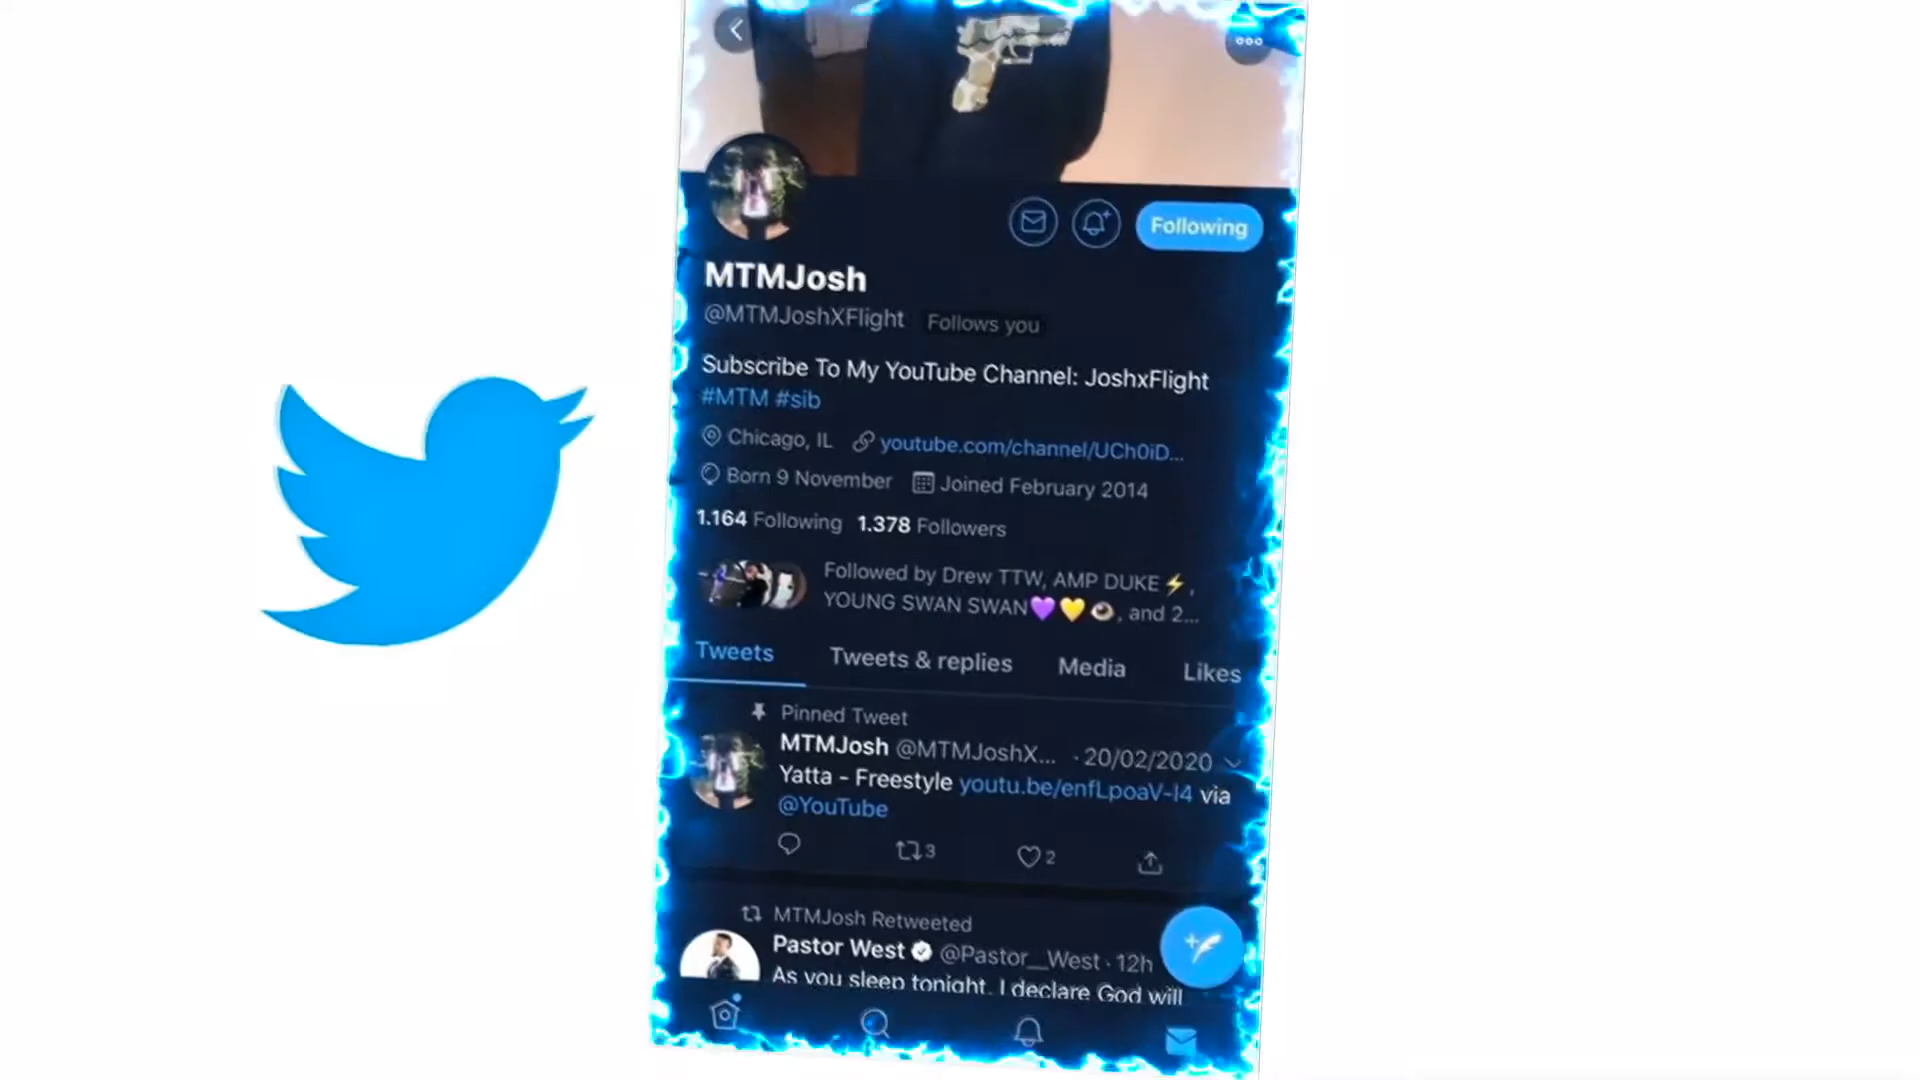 Following
MTMJosh
@MTMJoshXFlight Follows you
Subscribe To My YouTube Channel: JoshxFlight
#MTM #sib
Chicago, IL youtube.com/channel/UCh0iD...
Born 9 November Joined February 2014
1.164 Following 1.378 Followers
Followed by Drew TTW, AMP DUKE⚡,
YOUNG SWAN SWAN💜💛👁, and 2...
Tweets Tweets & replies Media Likes
Pinned Tweet
MTMJosh @MTMJoshX... · 20/02/2020
Yatta - Freestyle youtu.be/enfLpoaV-I4 via
@YouTube
3 2
MTMJosh Retweeted
Pastor West @Pastor__West · 12h
As you sleep tonight, I declare God will